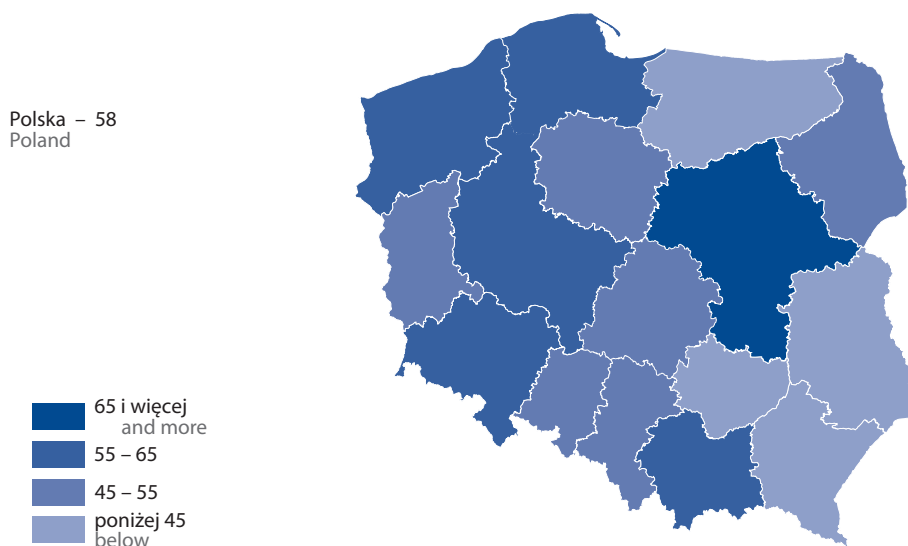 Polska – 58
Poland
65 i więcej
and more
55 – 65
45 – 55
poniżej 45
below